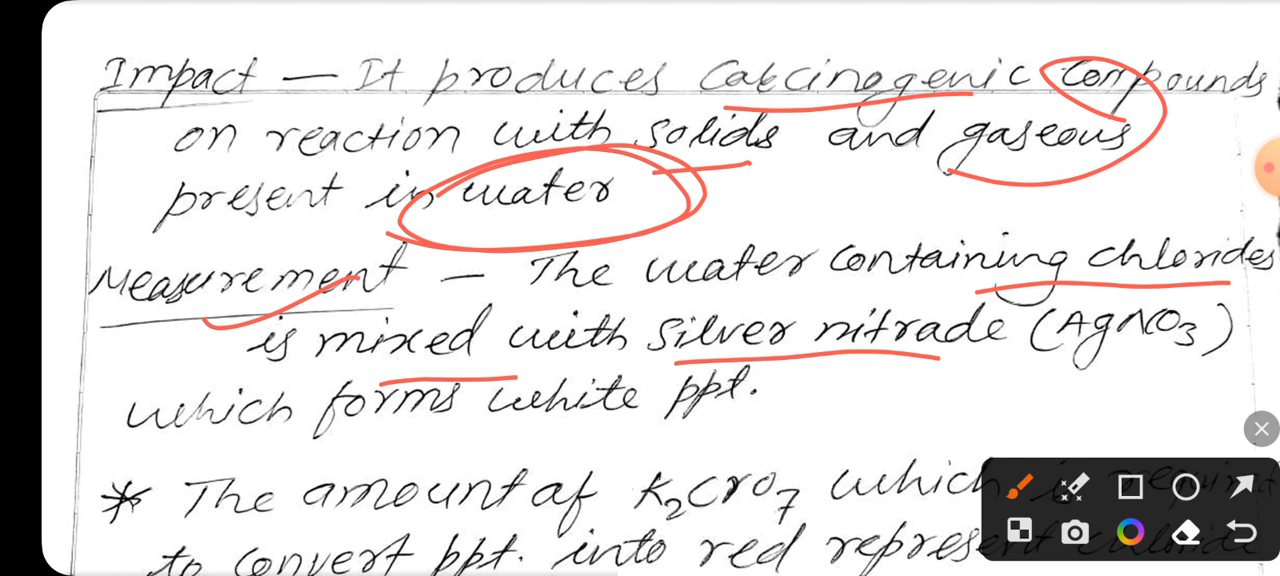 Impact — It produces Carcinogenic Compounds
on reaction with solids and gaseous
present in water
Measurement — The water containing chlorides
is mixed with Silver nitrade (AgNO3)
which forms white ppt.
* The amount of K2CrO7 which is
to convert ppt. into red represent